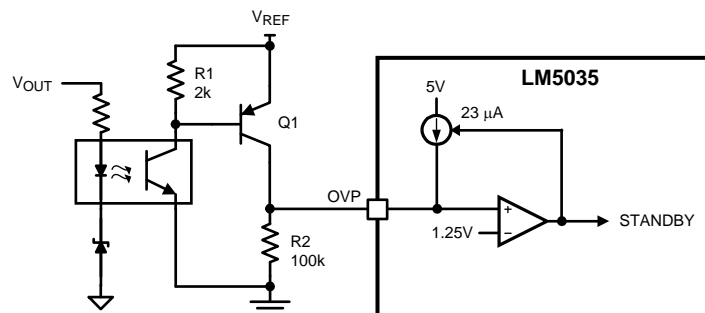 VREF
LM5035
R1
2k
VOUT
5V
23 μA
Q1
OVP
+
STANDBY
1.25V
−
R2
100k